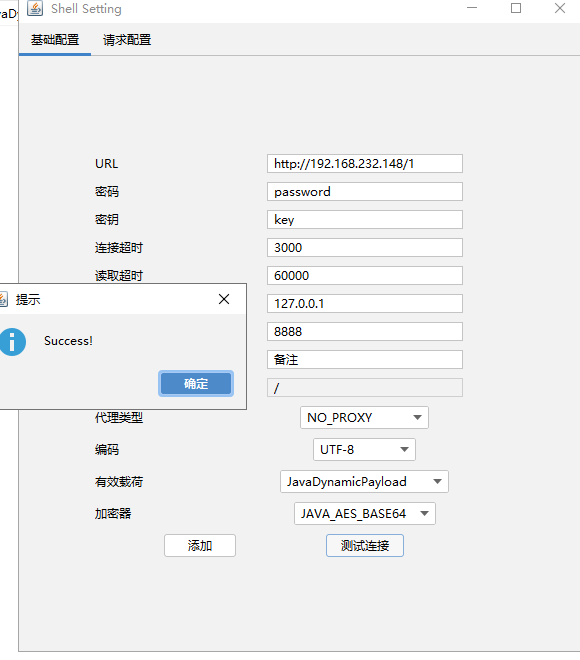 Shell Setting
基础配置 请求配置
URL http://192.168.232.148/1
密码 password
密钥 key
连接超时 3000
读取超时 60000
提示
127.0.0.1
Success!
8888
备注
确定
/
代理类型 NO_PROXY
编码 UTF-8
有效载荷 JavaDynamicPayload
加密器 JAVA_AES_BASE64
添加 测试连接